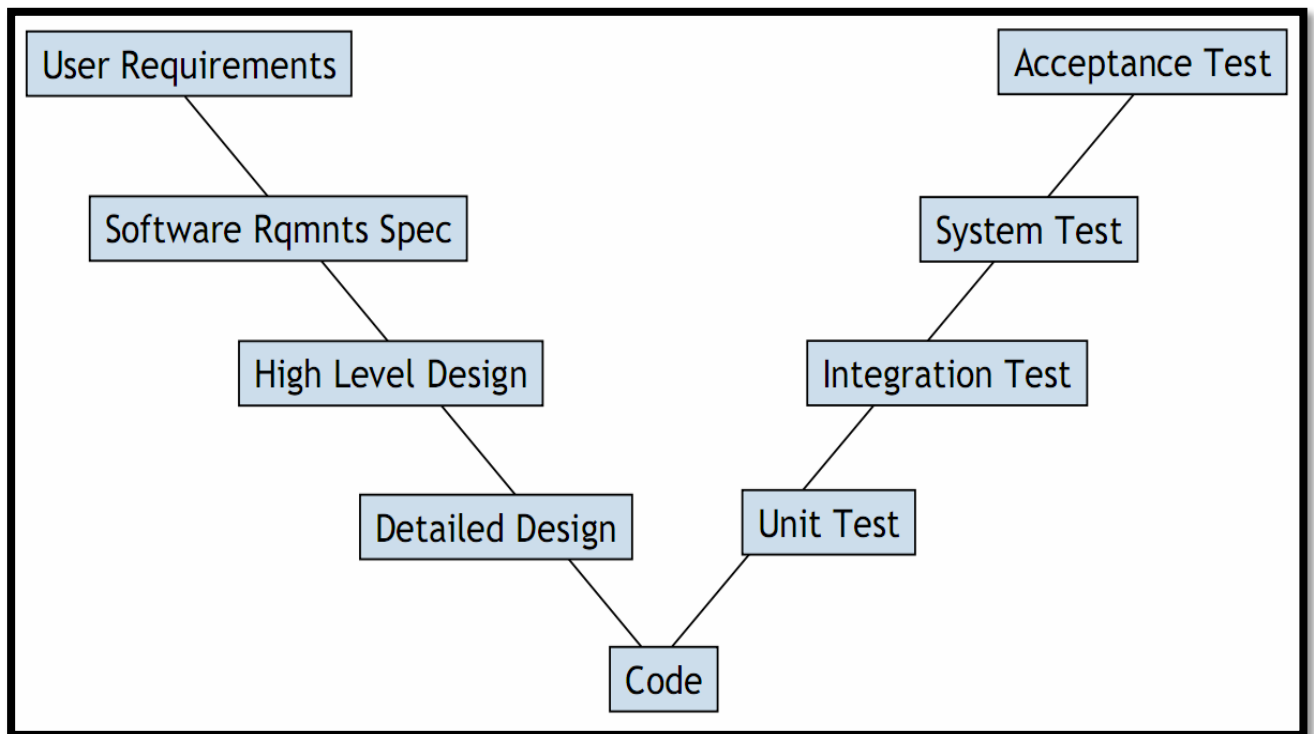 User Requirements
Acceptance Test
Software Rqmnts Spec
System Test
High Level Design
Integration Test
Detailed Design
Unit Test
Code